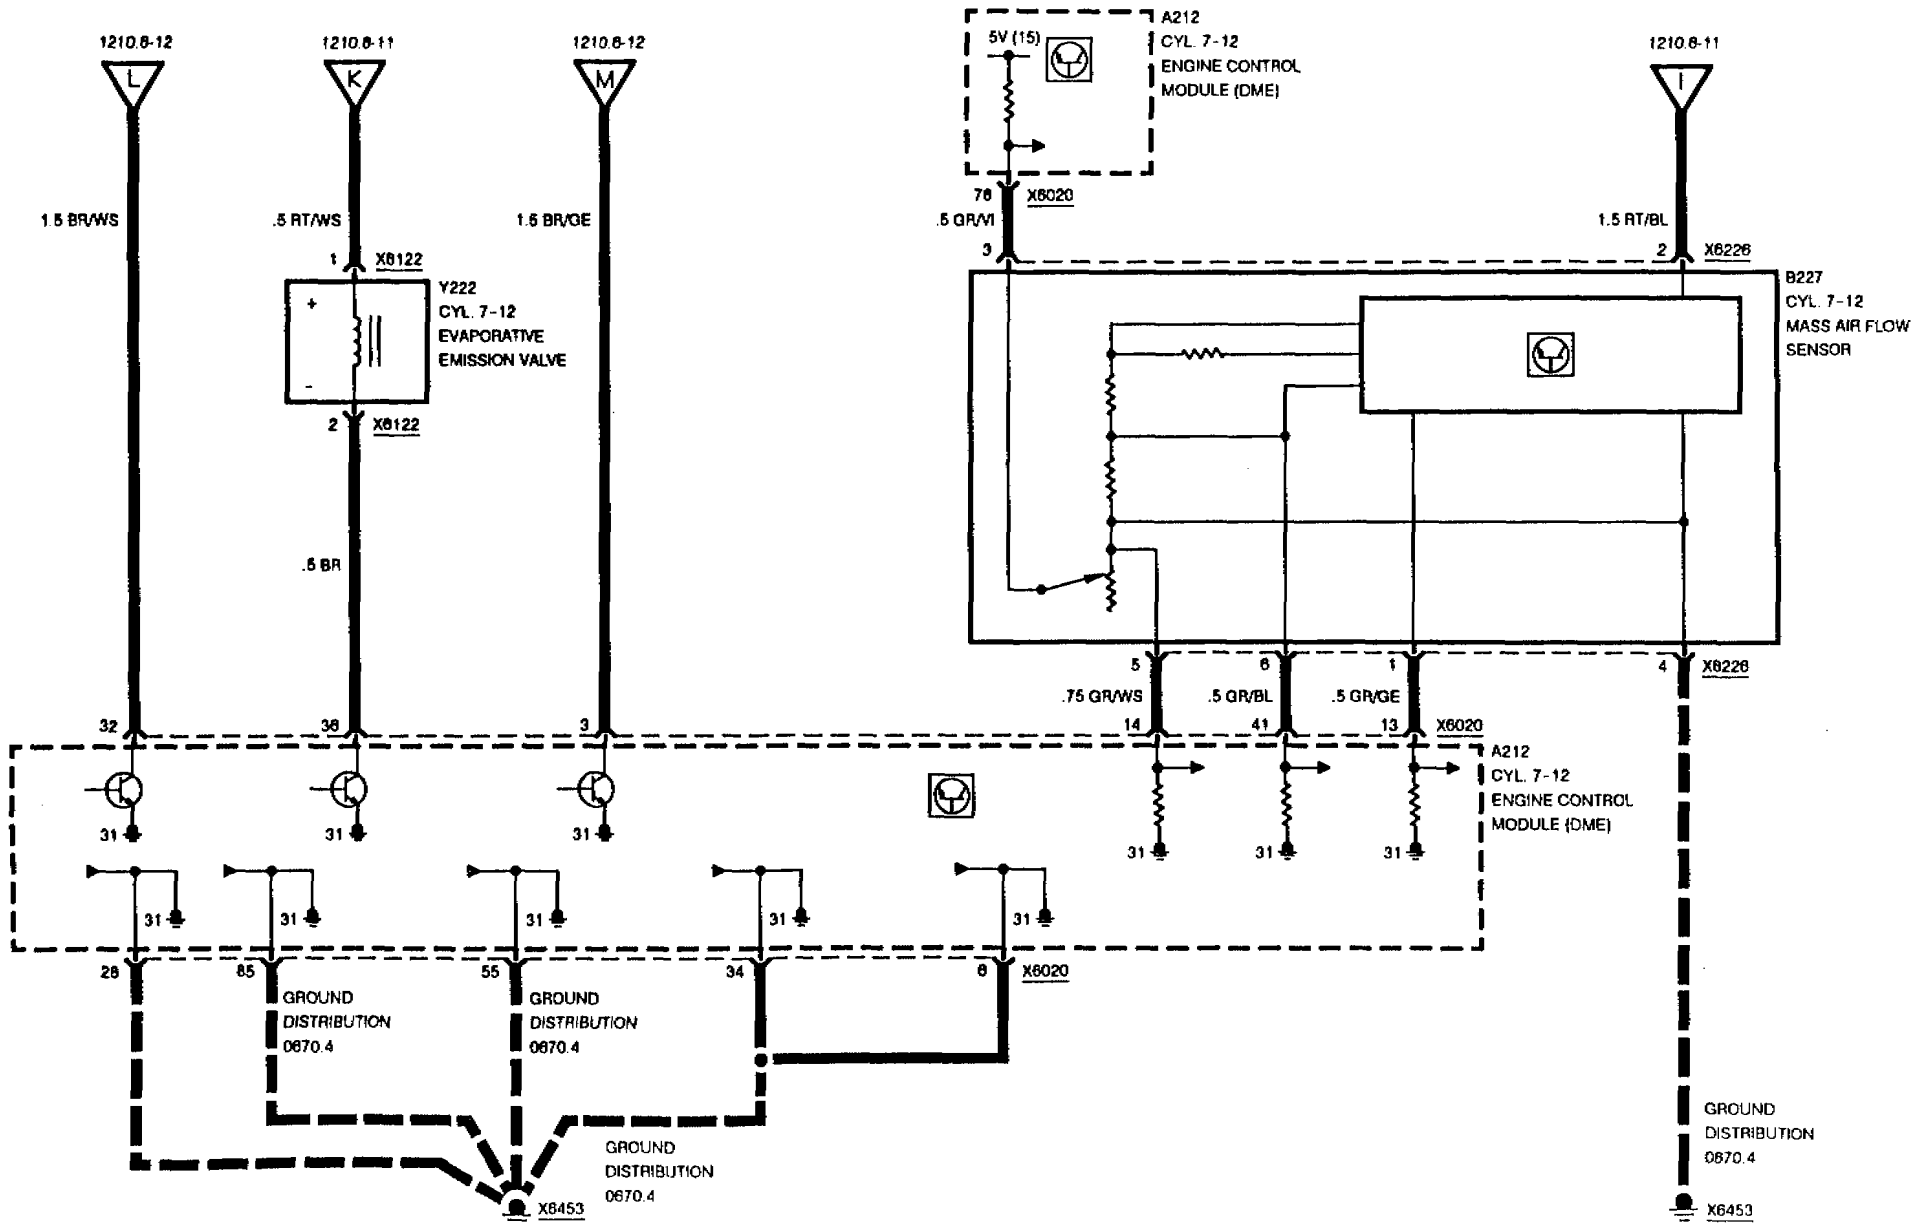 1210.8-12
L
1210.8-11
K
1210.8-12
M
5V (15)
A212
CYL. 7-12
ENGINE CONTROL
MODULE (DME)
1210.8-11
I
1.5 BR/WS
.5 RT/WS
1.5 BR/GE
76
X6020
.5 GR/VI
3
1.5 RT/BL
2
X6226
1
X6122
+
-
Y222
CYL. 7-12
EVAPORATIVE
EMISSION VALVE
2
X6122
B227
CYL. 7-12
MASS AIR FLOW
SENSOR
.5 BR
5
6
1
4
X6226
.75 GR/WS
.5 GR/BL
.5 GR/GE
32
36
3
14
41
13
X6020
A212
CYL. 7-12
ENGINE CONTROL
MODULE (DME)
31
31
31
31
31
31
31
31
31
31
31
28
85
55
34
6
X6020
GROUND
DISTRIBUTION
0670.4
GROUND
DISTRIBUTION
0670.4
GROUND
DISTRIBUTION
0670.4
X6453
GROUND
DISTRIBUTION
0670.4
X6453